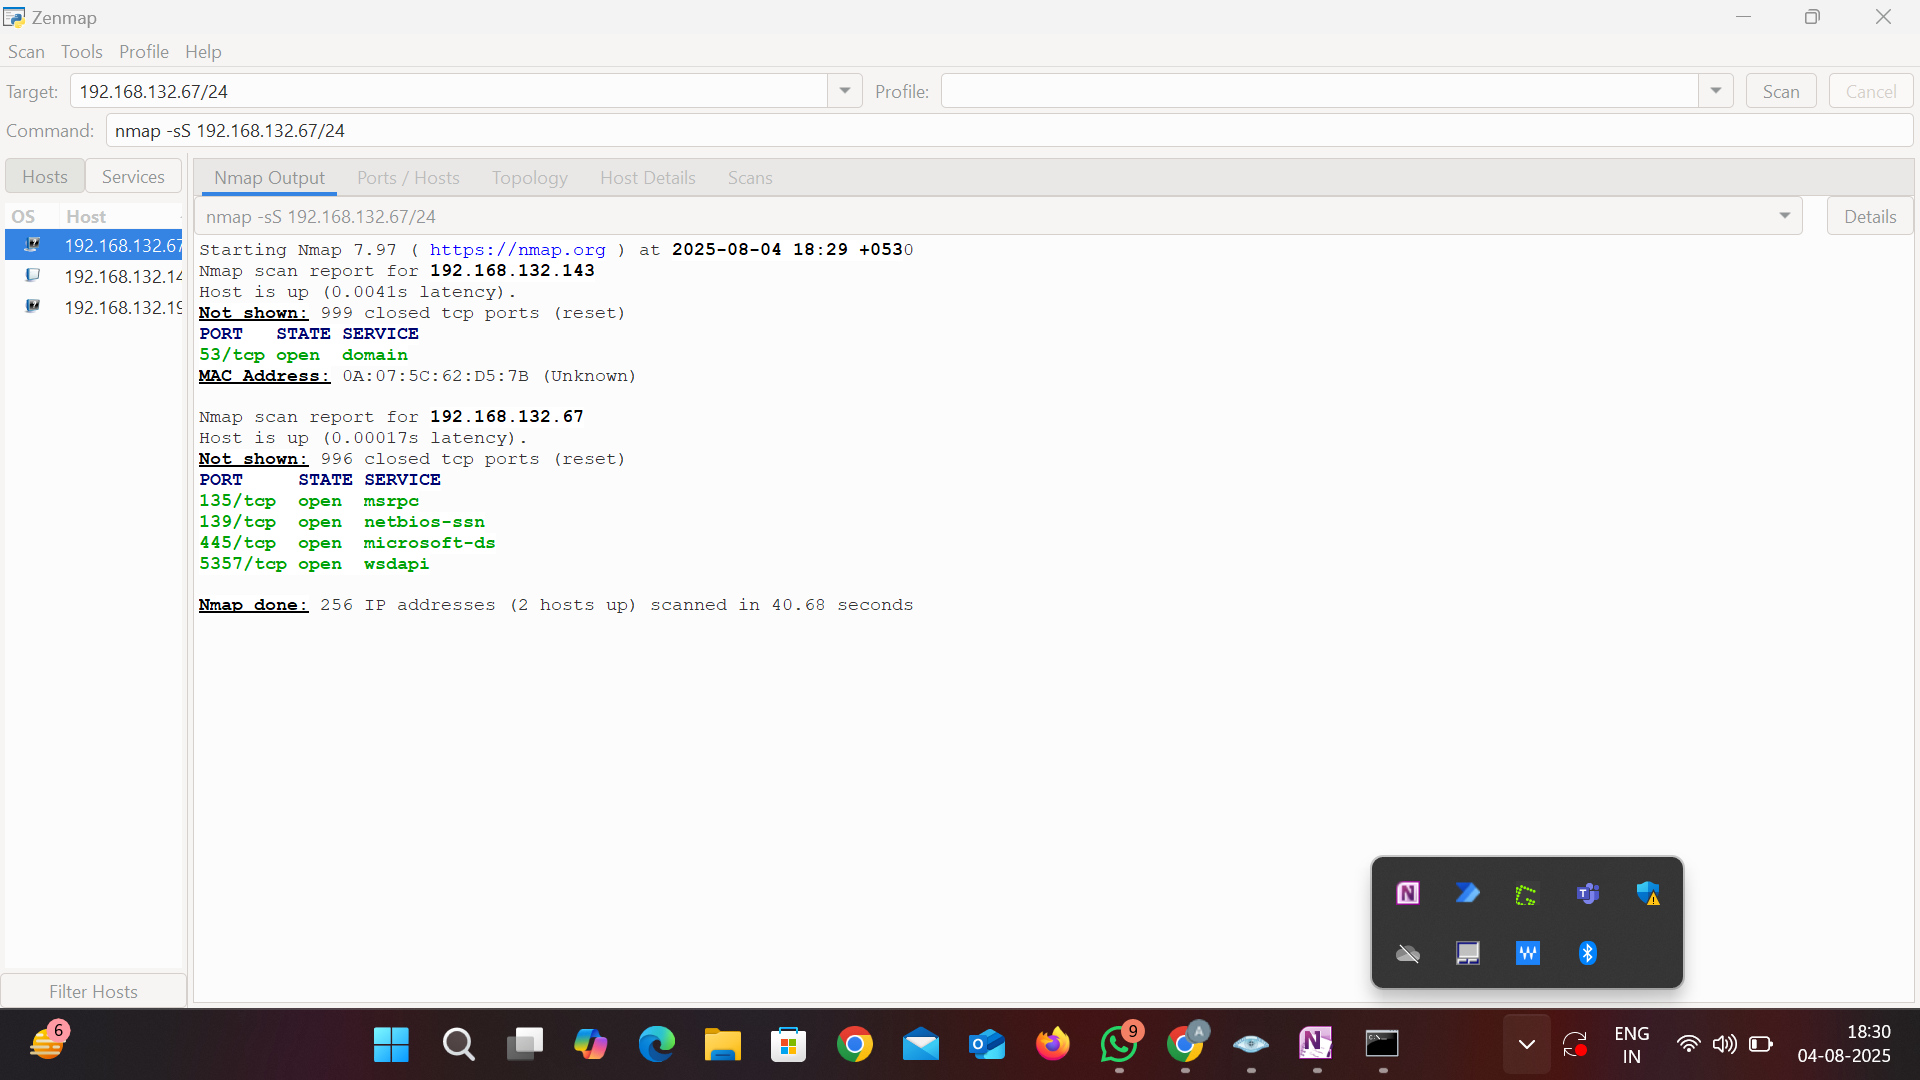 Zenmap
Scan Tools Profile Help
Target: 192.168.132.67/24 Profile: Scan Cancel
Command: nmap -sS 192.168.132.67/24
Hosts Services
OS Host
192.168.132.67
192.168.132.14
192.168.132.19
Filter Hosts
Nmap Output Ports / Hosts Topology Host Details Scans
nmap -sS 192.168.132.67/24 Details
Starting Nmap 7.97 ( https://nmap.org ) at 2025-08-04 18:29 +0530
Nmap scan report for 192.168.132.143
Host is up (0.0041s latency).
Not shown: 999 closed tcp ports (reset)
PORT STATE SERVICE
53/tcp open domain
MAC Address: 0A:07:5C:62:D5:7B (Unknown)
Nmap scan report for 192.168.132.67
Host is up (0.00017s latency).
Not shown: 996 closed tcp ports (reset)
PORT STATE SERVICE
135/tcp open msrpc
139/tcp open netbios-ssn
445/tcp open microsoft-ds
5357/tcp open wsdapi
Nmap done: 256 IP addresses (2 hosts up) scanned in 40.68 seconds
6
9
A
ENG
IN
18:30
04-08-2025